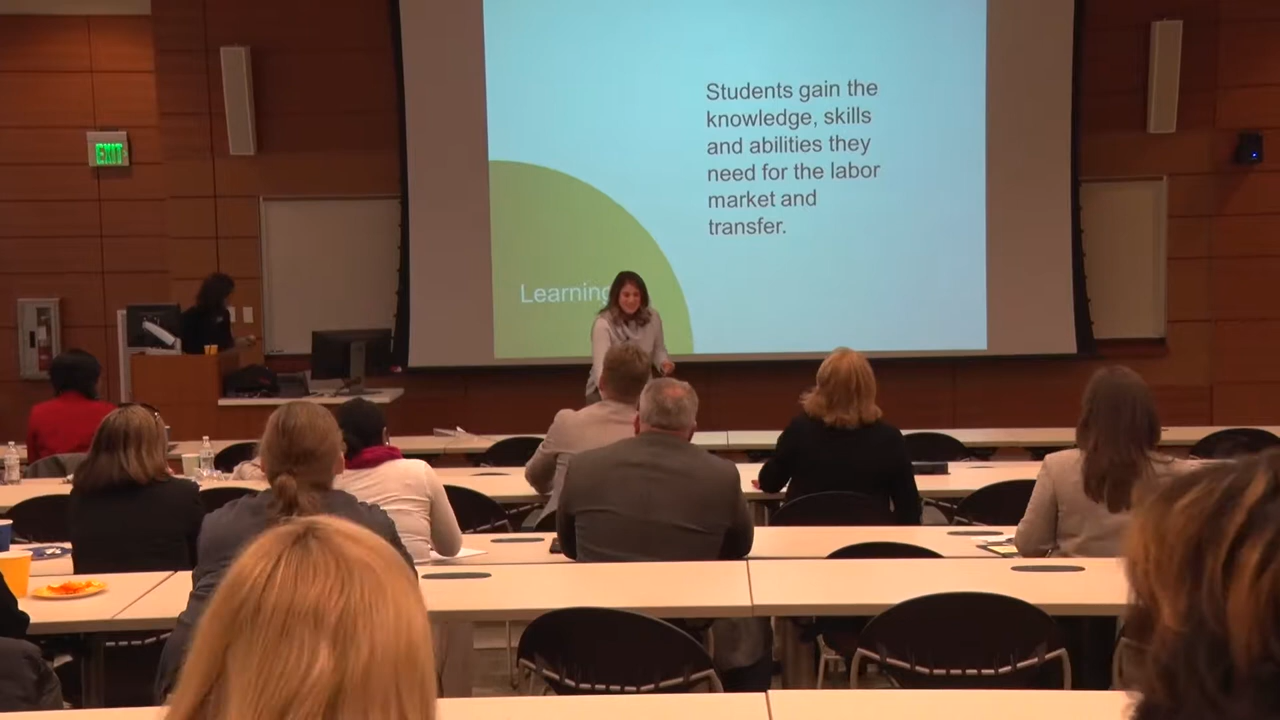 EXIT
Students gain the
knowledge, skills
and abilities they
need for the labor
market and
transfer.
Learning